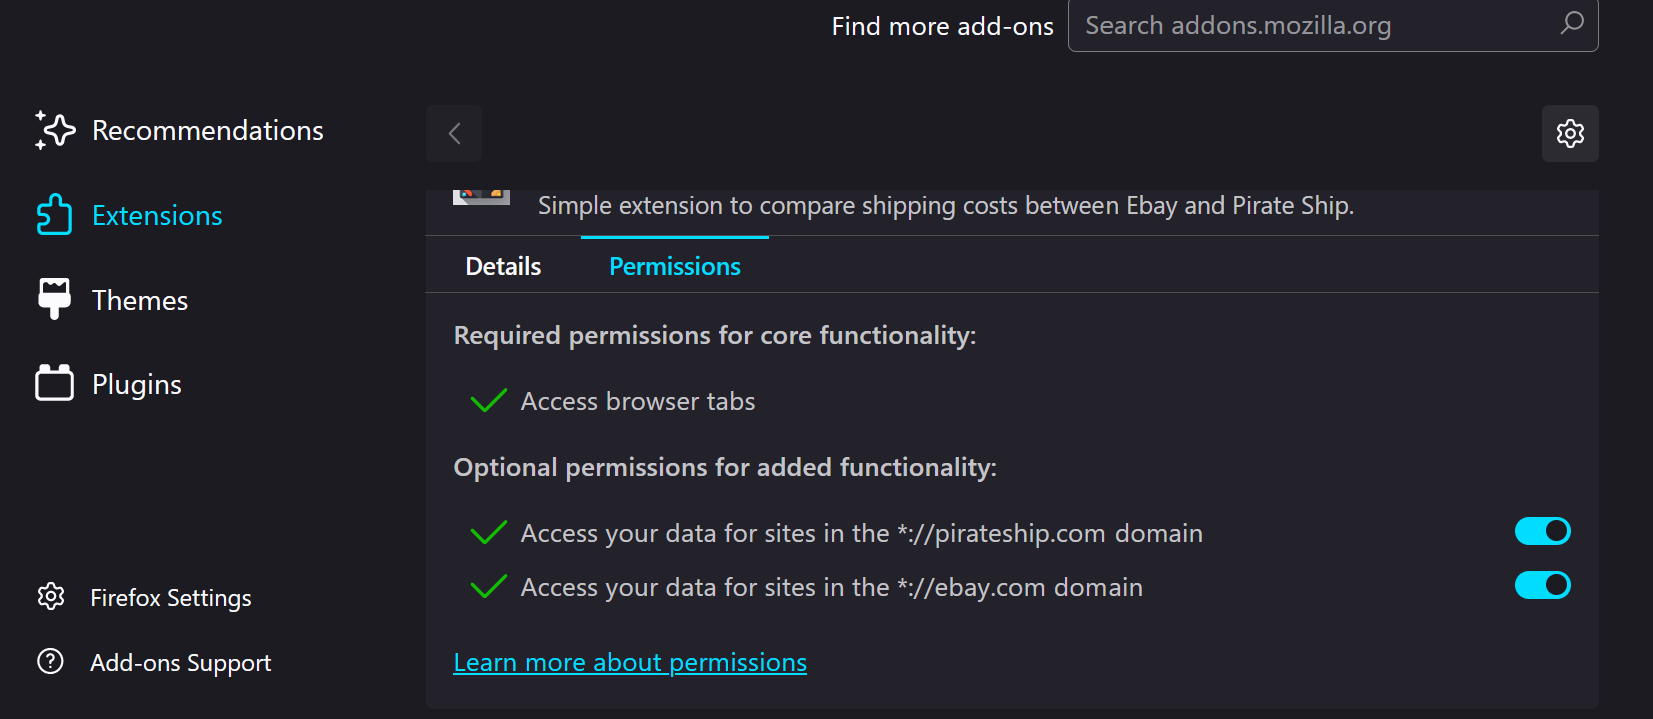 Find more add-ons
Search addons.mozilla.org
Recommendations
Extensions
Themes
Plugins
Firefox Settings
Add-ons Support
Simple extension to compare shipping costs between Ebay and Pirate Ship.
Details
Permissions
Required permissions for core functionality:
Access browser tabs
Optional permissions for added functionality:
Access your data for sites in the *://pirateship.com domain
Access your data for sites in the *://ebay.com domain
Learn more about permissions